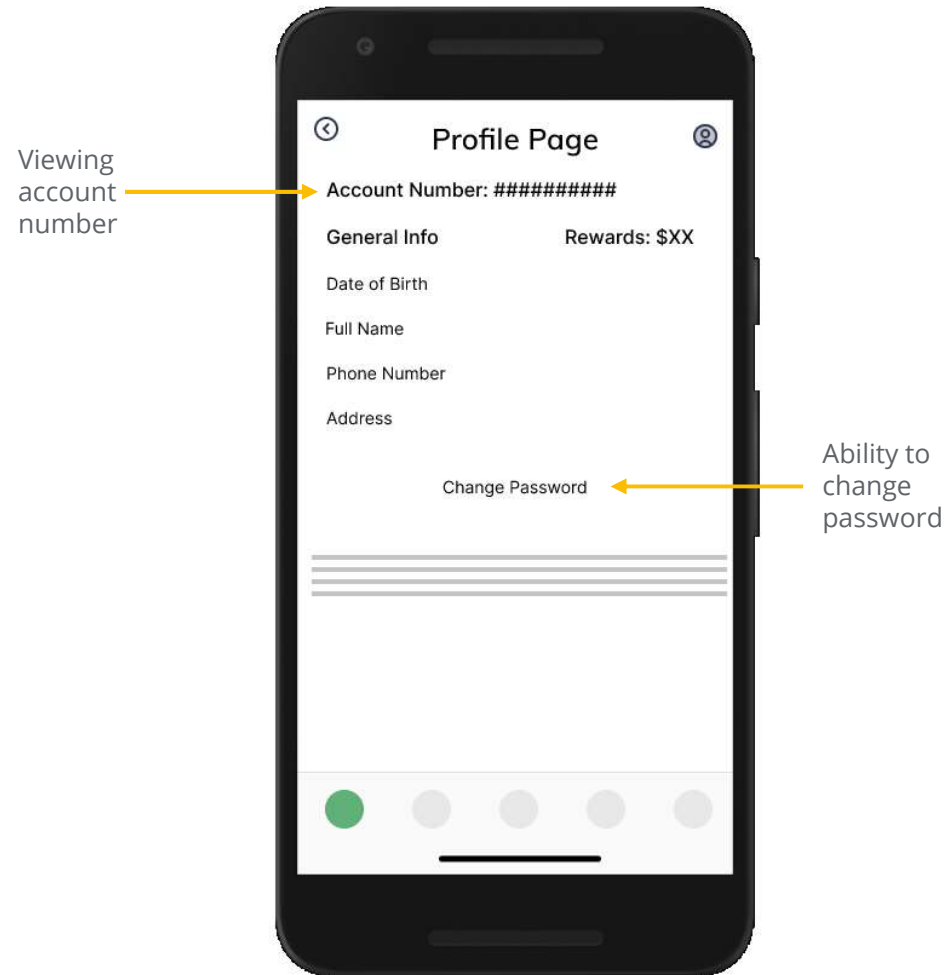 Profile Page
Viewing
account
number
Account Number: ##########
General Info
Rewards: $XX
Date of Birth
Full Name
Phone Number
Address
Change Password
Ability to
change
password